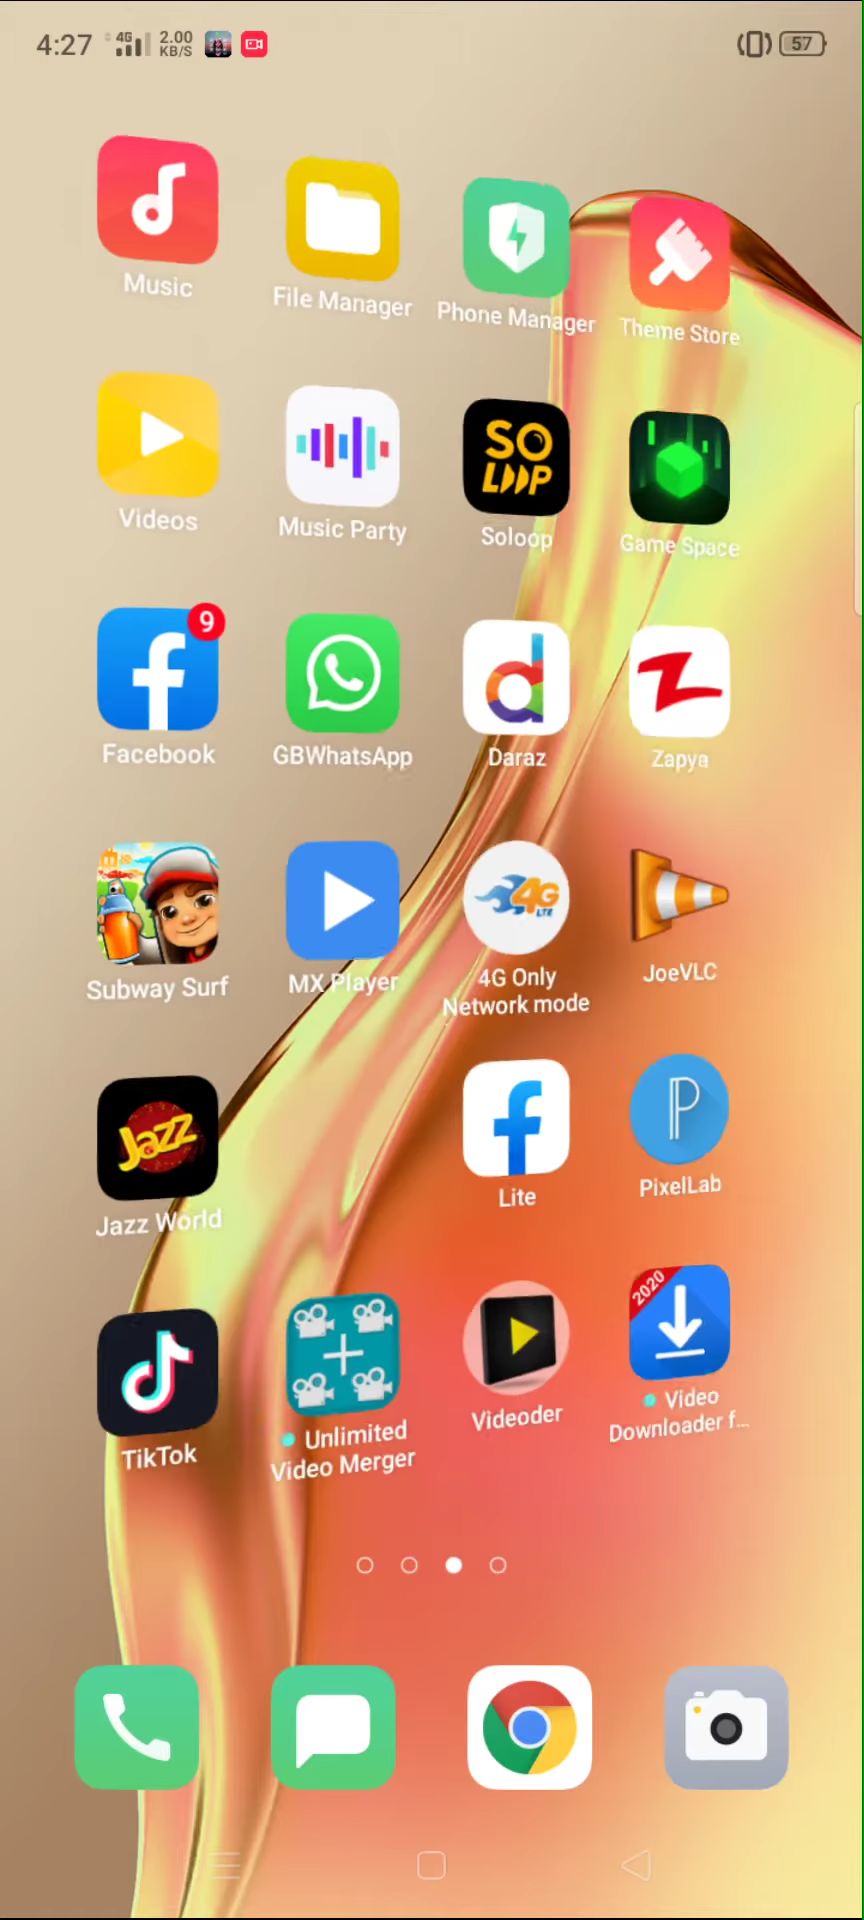 4:27 4G 2.00 KB/S 57
Music File Manager Phone Manager Theme Store
SO
LOOP
Videos Music Party Soloop Game Space
9
Facebook GBWhatsApp Daraz Zapya
4G
LTE
Subway Surf MX Player 4G Only Network mode JoeVLC
Jazz
Jazz World Lite PixelLab
2020
TikTok Unlimited Video Merger Videoder Video Downloader f...